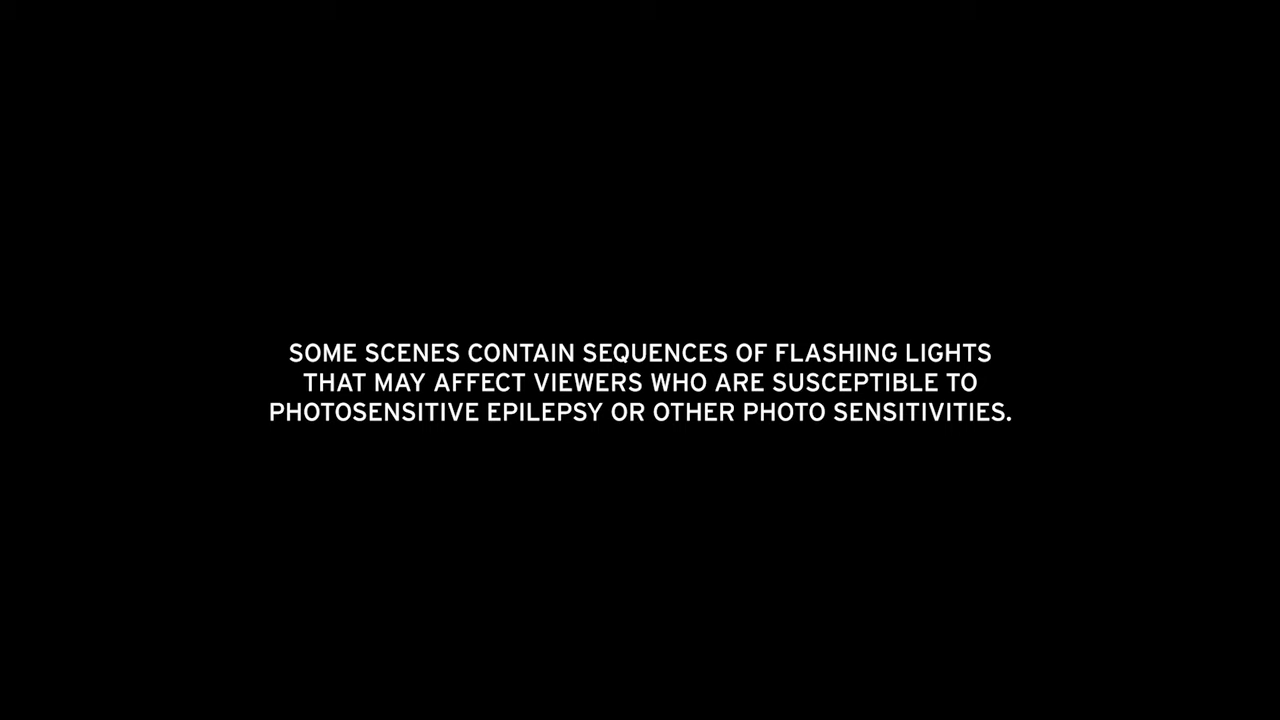 SOME SCENES CONTAIN SEQUENCES OF FLASHING LIGHTS
THAT MAY AFFECT VIEWERS WHO ARE SUSCEPTIBLE TO
PHOTOSENSITIVE EPILEPSY OR OTHER PHOTO SENSITIVITIES.